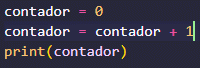 contador = 0
contador = contador + 1
print(contador)